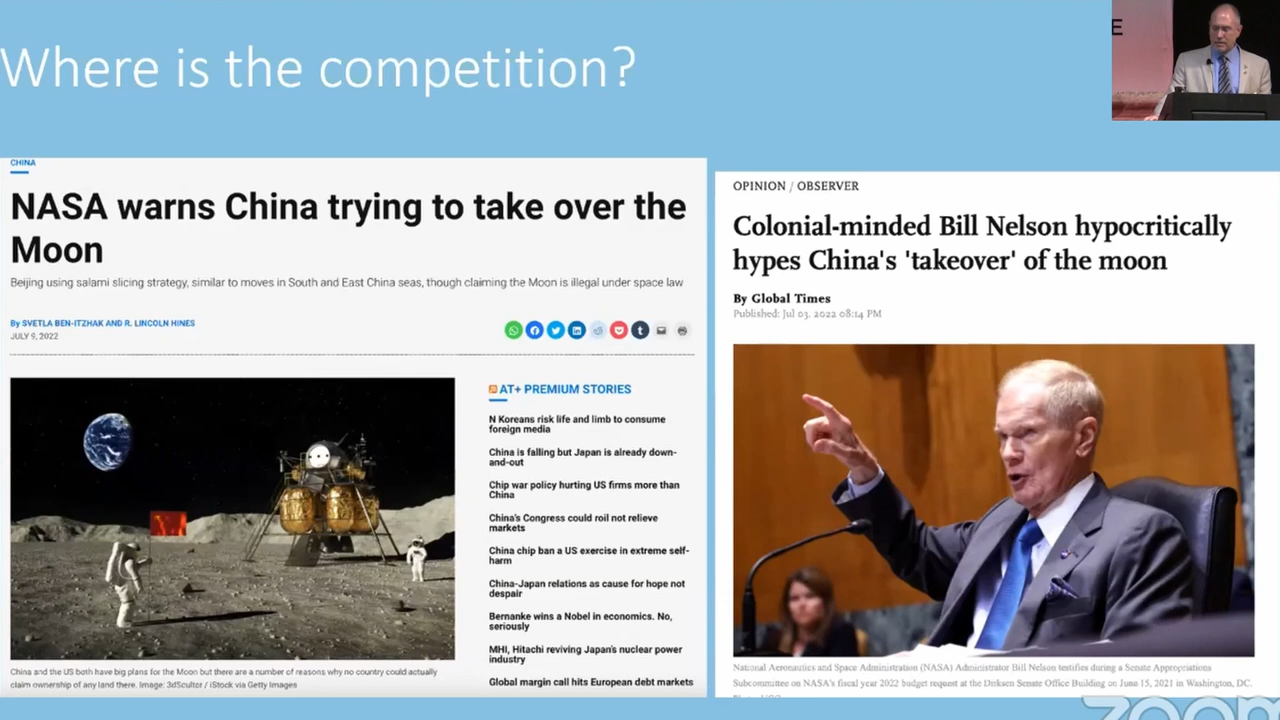 Where is the competition?
E
CHINA
NASA warns China trying to take over the
Moon
Beijing using salami slicing strategy, similar to moves in South and East China seas, though claiming the Moon is illegal under space law
By SVETLA BEN-ITZHAK AND R. LINCOLN HINES
JULY 9, 2022
AT+ PREMIUM STORIES
N Koreans risk life and limb to consume
foreign media
China is falling but Japan is already down-
and-out
Chip war policy hurting US firms more than
China
China's Congress could roil not relieve
markets
China chip ban a US exercise in extreme self-
harm
China-Japan relations as cause for hope not
despair
Bernanke wins a Nobel in economics. No,
seriously
MHI, Hitachi reviving Japan's nuclear power
industry
Global margin call hits European debt markets
China and the US both have big plans for the Moon but there are a number of reasons why no country could actually
claim ownership of any land there. Image: 3dSculter / iStock via Getty Images
OPINION / OBSERVER
Colonial-minded Bill Nelson hypocritically
hypes China's 'takeover' of the moon
By Global Times
Published: Jul 03, 2022 08:14 PM
National Aeronautics and Space Administration (NASA) Administrator Bill Nelson testifies during a Senate Appropriations
Subcommittee on NASA's fiscal year 2022 budget request at the Dirksen Senate Office Building on June 15, 2021 in Washington, DC.
zoom